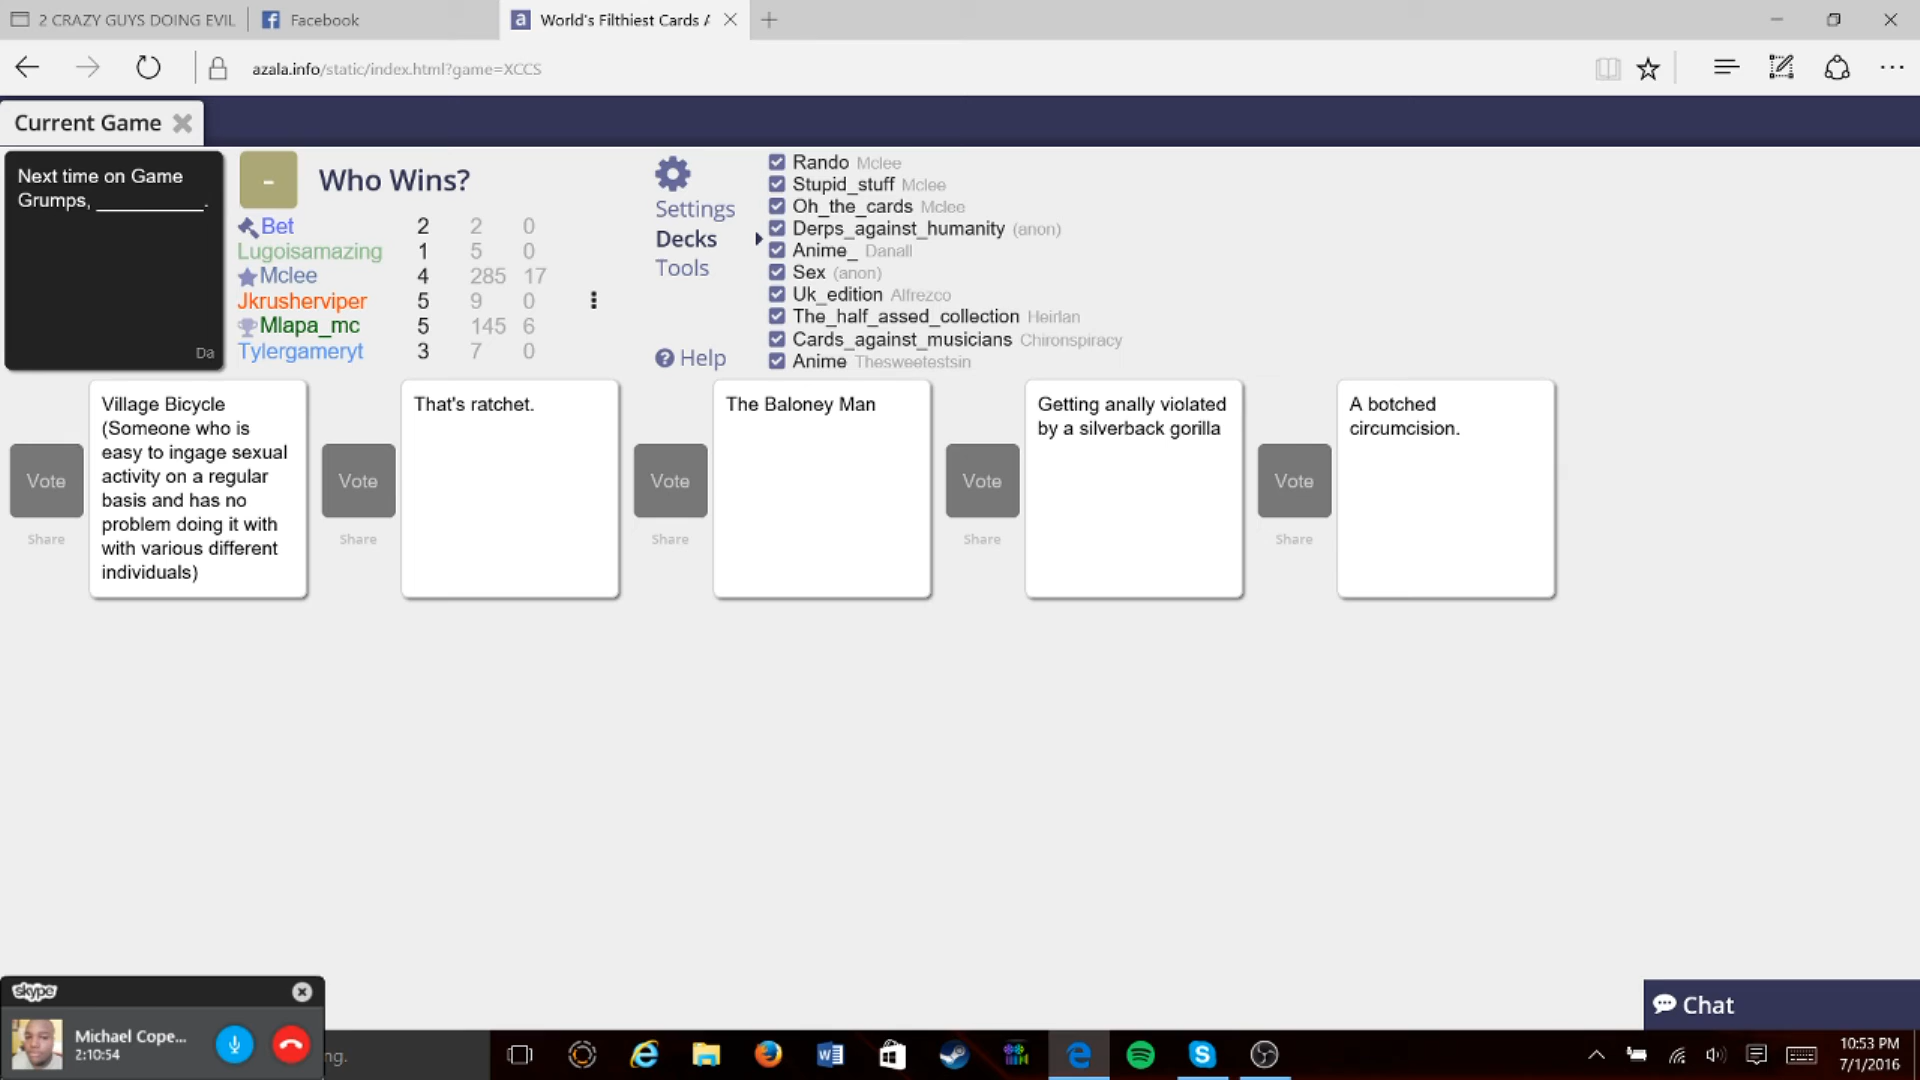 2 CRAZY GUYS DOING EVIL
Facebook
World's Filthiest Cards A
azala.info/static/index.html?game=XCCS
Current Game
Next time on Game
Grumps, __________.
Da
-
Who Wins?
Bet 2 2 0
Lugoisamazing 1 5 0
Mclee 4 285 17
Jkrusherviper 5 9 0
Mlapa_mc 5 145 6
Tylergameryt 3 7 0
Settings
Decks
Tools
Help
Rando Mclee
Stupid_stuff Mclee
Oh_the_cards Mclee
Derps_against_humanity (anon)
Anime_ Danall
Sex (anon)
Uk_edition Alfrezco
The_half_assed_collection Heirlan
Cards_against_musicians Chironspiracy
Anime Thesweetestsin
Vote
Share
Village Bicycle
(Someone who is
easy to ingage sexual
activity on a regular
basis and has no
problem doing it with
with various different
individuals)
Vote
Share
That's ratchet.
Vote
Share
The Baloney Man
Vote
Share
Getting anally violated
by a silverback gorilla
Vote
Share
A botched
circumcision.
Chat
skype
Michael Cope...
2:10:54
ng.
10:53 PM
7/1/2016